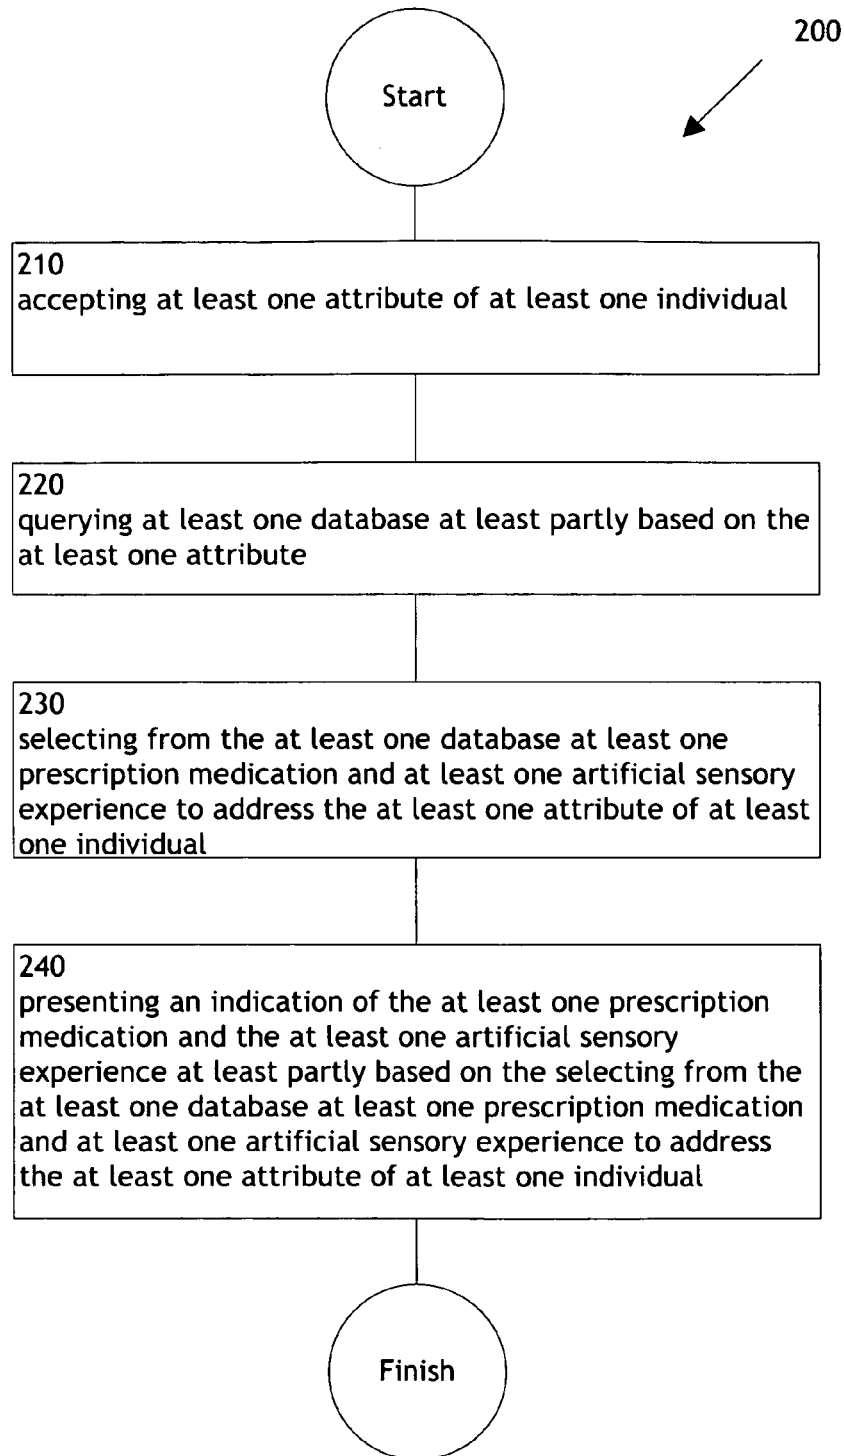 200
Start
210
accepting at least one attribute of at least one individual
220
querying at least one database at least partly based on the
at least one attribute
230
selecting from the at least one database at least one
prescription medication and at least one artificial sensory
experience to address the at least one attribute of at least
one individual
240
presenting an indication of the at least one prescription
medication and the at least one artificial sensory
experience at least partly based on the selecting from the
at least one database at least one prescription medication
and at least one artificial sensory experience to address
the at least one attribute of at least one individual
Finish